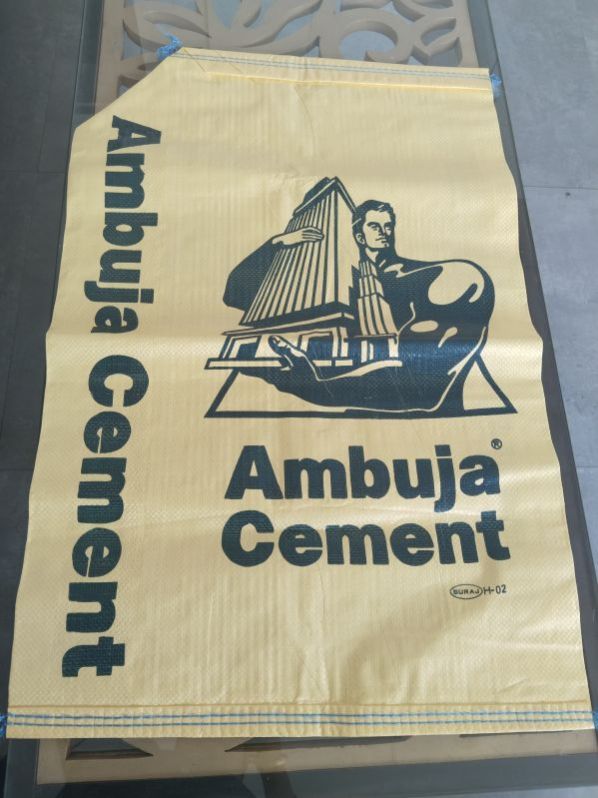 Ambuja Cement
Ambuja®
Cement
SURAJ H-02